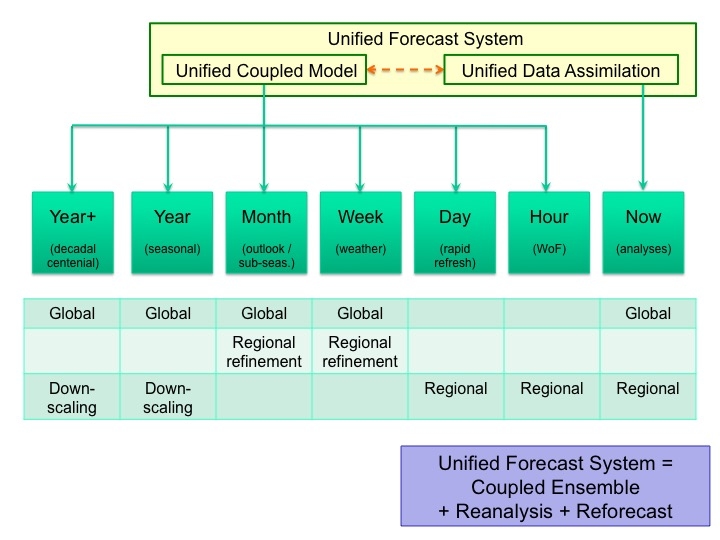 Unified Forecast System
Unified Coupled Model
Unified Data Assimilation
Year+
(decadal
centenial)
Year
(seasonal)
Month
(outlook /
sub-seas.)
Week
(weather)
Day
(rapid
refresh)
Hour
(WoF)
Now
(analyses)
Global
Global
Global
Global
Global
Regional
refinement
Regional
refinement
Down-
scaling
Down-
scaling
Regional
Regional
Regional
Unified Forecast System =
Coupled Ensemble
+ Reanalysis + Reforecast